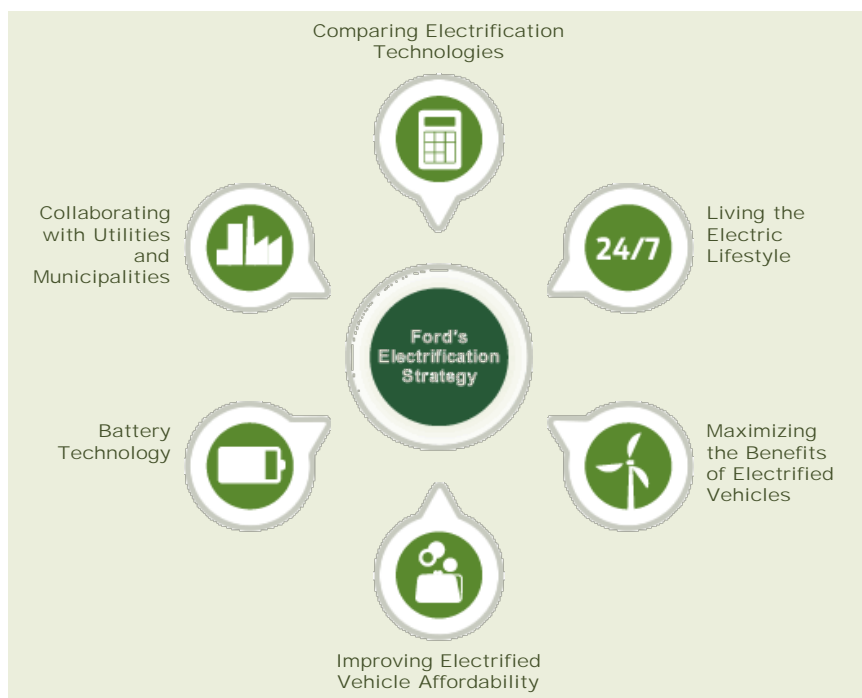 Comparing Electrification
Technologies
Collaborating
with Utilities
and
Municipalities
24/7
Living the
Electric
Lifestyle
Ford's
Electrification
Strategy
Battery
Technology
Maximizing
the Benefits
of Electrified
Vehicles
Improving Electrified
Vehicle Affordability